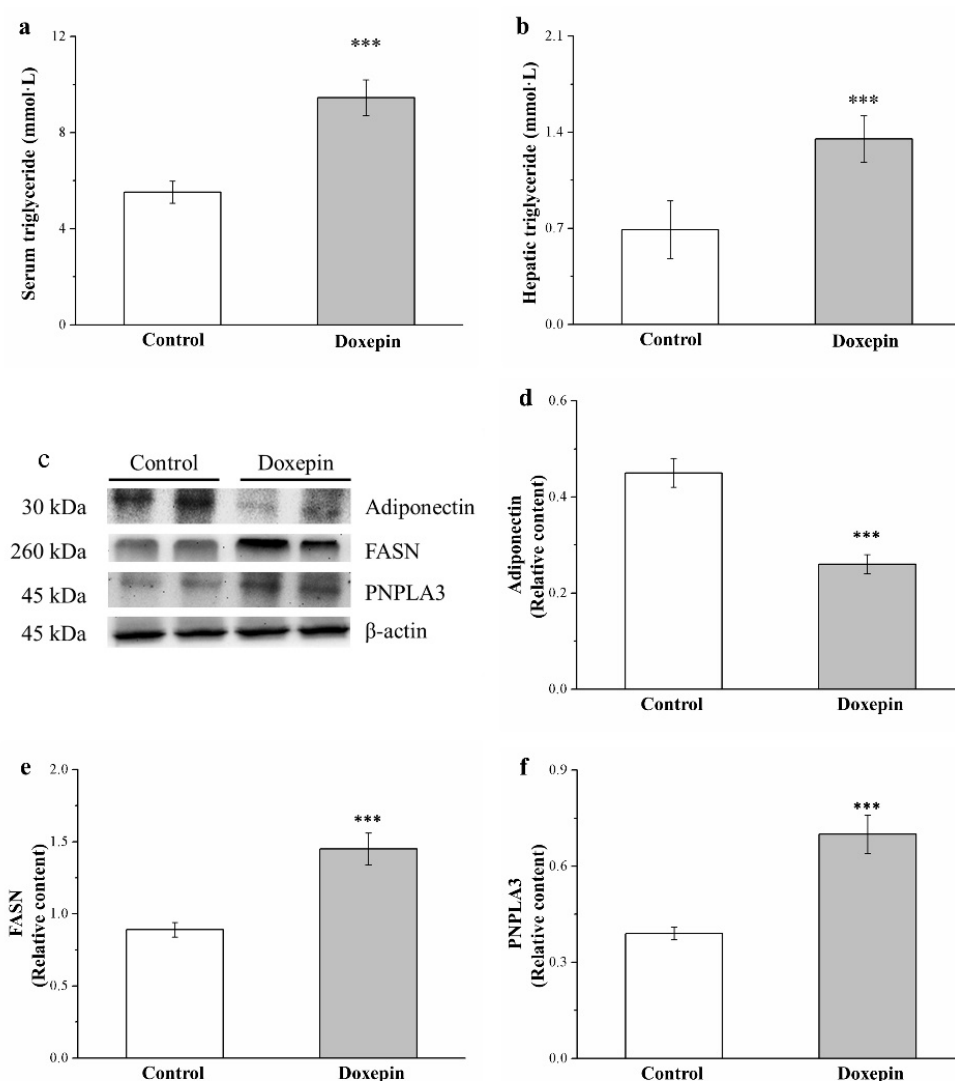 a
Serum triglyceride (mmol·L)
12
9
6
4
0
***
Control
Doxepin
b
Hepatic triglyceride (mmol·L)
2.1
1.4
0.7
0.0
***
Control
Doxepin
c
Control
Doxepin
30 kDa
Adiponectin
260 kDa
FASN
45 kDa
PNPLA3
45 kDa
β-actin
d
Adiponectin
(Relative content)
0.6
0.4
0.2
0.0
***
Control
Doxepin
e
FASN
(Relative content)
2.0
1.5
1.0
0.5
0.0
***
Control
Doxepin
f
PNPLA3
(Relative content)
0.9
0.6
0.3
0.0
***
Control
Doxepin